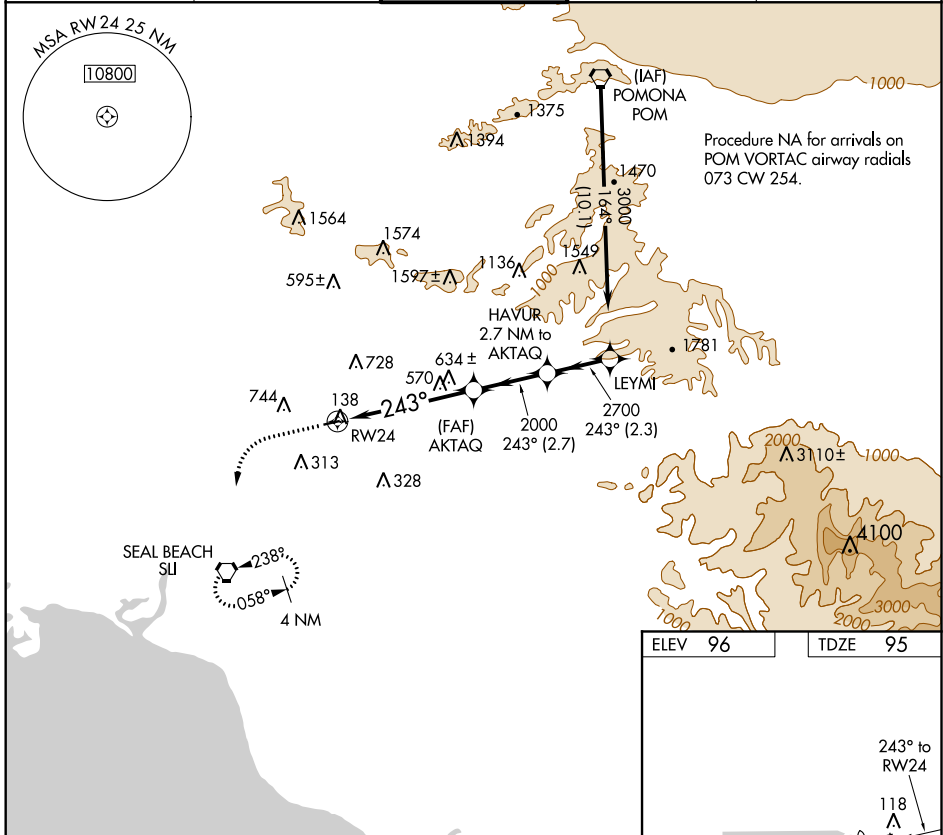 MSA RW24 25 NM
10800
(IAF)
POMONA
POM
1000
1375
1394
Procedure NA for arrivals on
POM VORTAC airway radials
073 CW 254.
1470
3000
164°
(10.1)
1564
1574
595±
1597±
1136
1549
1000
HAVUR
2.7 NM to
AKTAQ
1781
728
634 ±
570
LEYMI
744
138
243°
RW24
(FAF)
AKTAQ
2000
243° (2.7)
2700
243° (2.3)
313
328
2000
3110±
1000
4100
SEAL BEACH
SLI
238°
058°
4 NM
3000
2000
1000
ELEV 96
TDZE 95
243° to
RW24
118